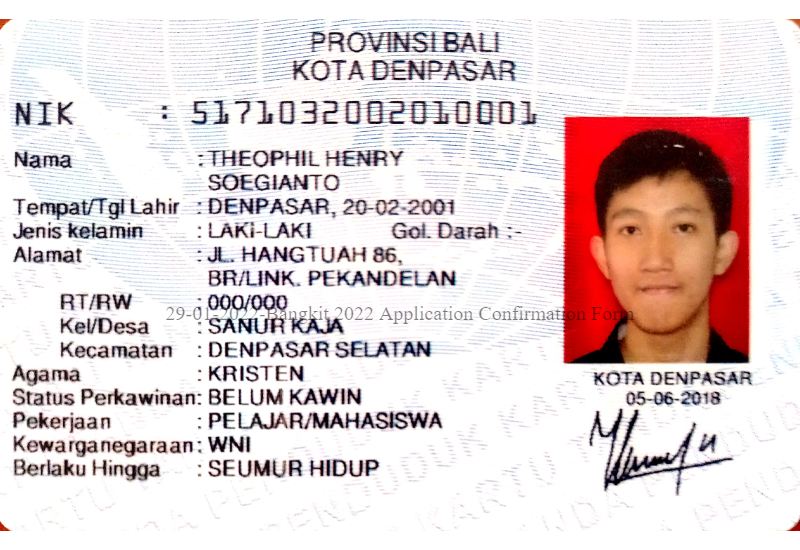 PROVINSI BALI
KOTA DENPASAR
NIK : 5171032002010001
Nama : THEOPHIL HENRY
SOEGIANTO
Tempat/Tgl Lahir : DENPASAR, 20-02-2001
Jenis kelamin : LAKI-LAKI Gol. Darah :-
Alamat : JL. HANGTUAH 86,
BR/LINK. PEKANDELAN
RT/RW : 000/000
29-01-2022-Bangkit 2022 Application Confirmation Form
Kel/Desa : SANUR KAJA
Kecamatan : DENPASAR SELATAN
Agama : KRISTEN
Status Perkawinan: BELUM KAWIN
Pekerjaan : PELAJAR/MAHASISWA
Kewarganegaraan: WNI
Berlaku Hingga : SEUMUR HIDUP
KOTA DENPASAR
05-06-2018